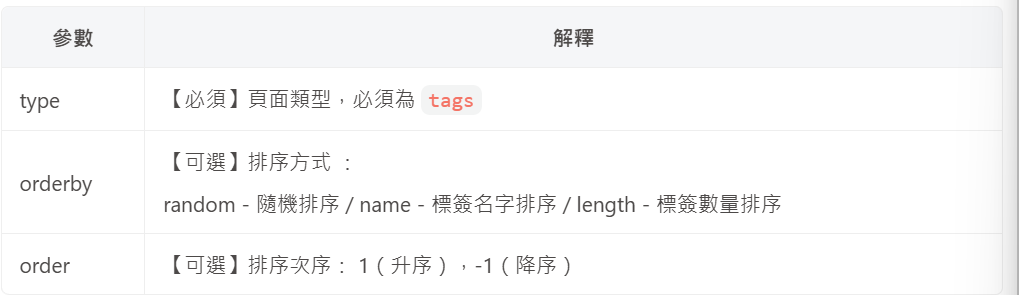 參數 解釋
type 【必須】頁面類型，必須為 tags
【可選】排序方式 ：
orderby
random - 隨機排序 / name - 標簽名字排序 / length - 標簽數量排序
order 【可選】排序次序： 1（升序），-1（降序）